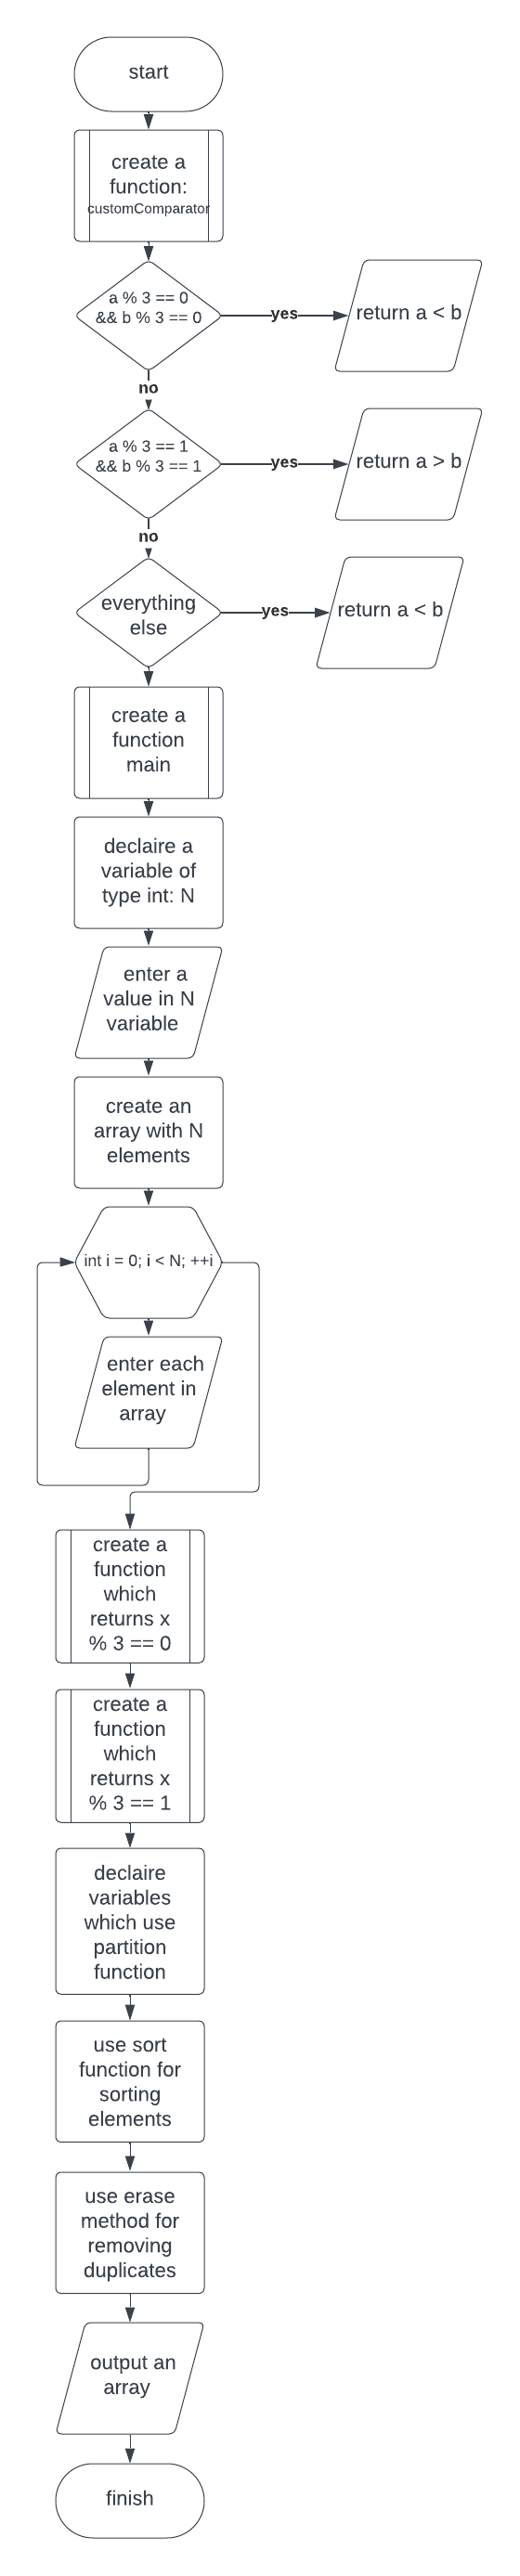 start
create a
function:
customComparator
a % 3 == 0
&& b % 3 == 0
yes
return a < b
no
a % 3 == 1
&& b % 3 == 1
yes
return a > b
no
everything
else
yes
return a < b
create a
function
main
declaire a
variable of
type int: N
enter a
value in N
variable
create an
array with N
elements
int i = 0; i < N; ++i
enter each
element in
array
create a
function
which
returns x
% 3 == 0
create a
function
which
returns x
% 3 == 1
declaire
variables
which use
partition
function
use sort
function for
sorting
elements
use erase
method for
removing
duplicates
output an
array
finish